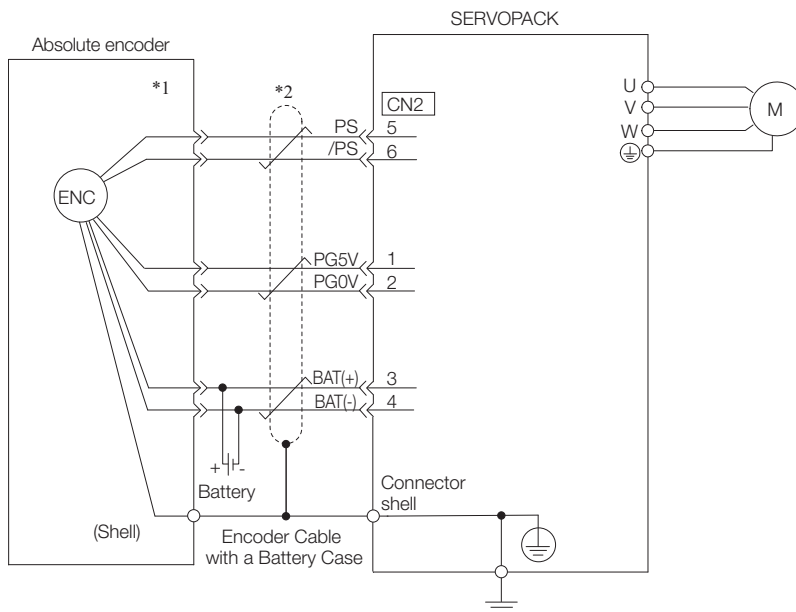 SERVOPACK
Absolute encoder
*1
*2
CN2
U
V
W
M
PS 5
/PS 6
ENC
PG5V 1
PG0V 2
BAT(+) 3
BAT(-) 4
+ -
Battery
Connector
shell
(Shell)
Encoder Cable
with a Battery Case